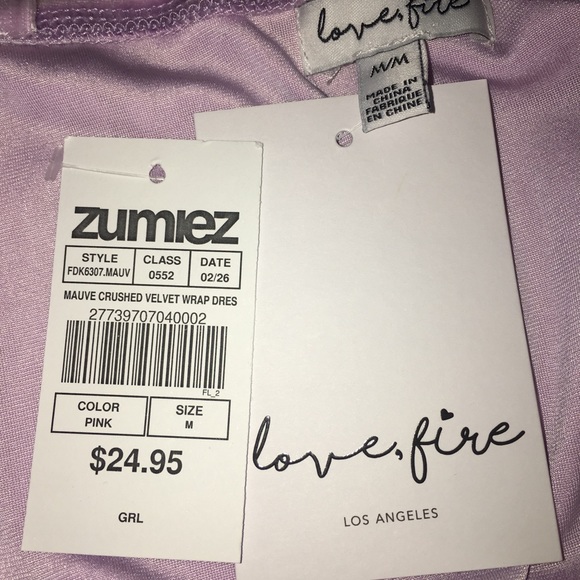 love, fire
M/M
MADE IN
CHINA
FABRIQUE
EN CHINE
zumiez
STYLE CLASS DATE
FDK6307.MAUV 0552 02/26
MAUVE CRUSHED VELVET WRAP DRES
27739707040002
FL_2
COLOR SIZE
PINK M
$24.95
GRL
love, fire
LOS ANGELES